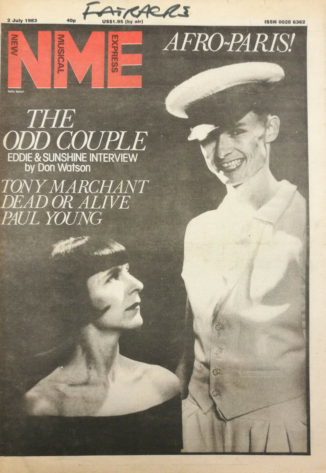 FAIRACRE
2 July 1983 40p US$1.95 (by air) ISSN 0028 6362
NEW MUSICAL EXPRESS
NME
AFRO-PARIS!
THE
ODD COUPLE
EDDIE & SUNSHINE INTERVIEW
by Don Watson
TONY MARCHANT
DEAD OR ALIVE
PAUL YOUNG